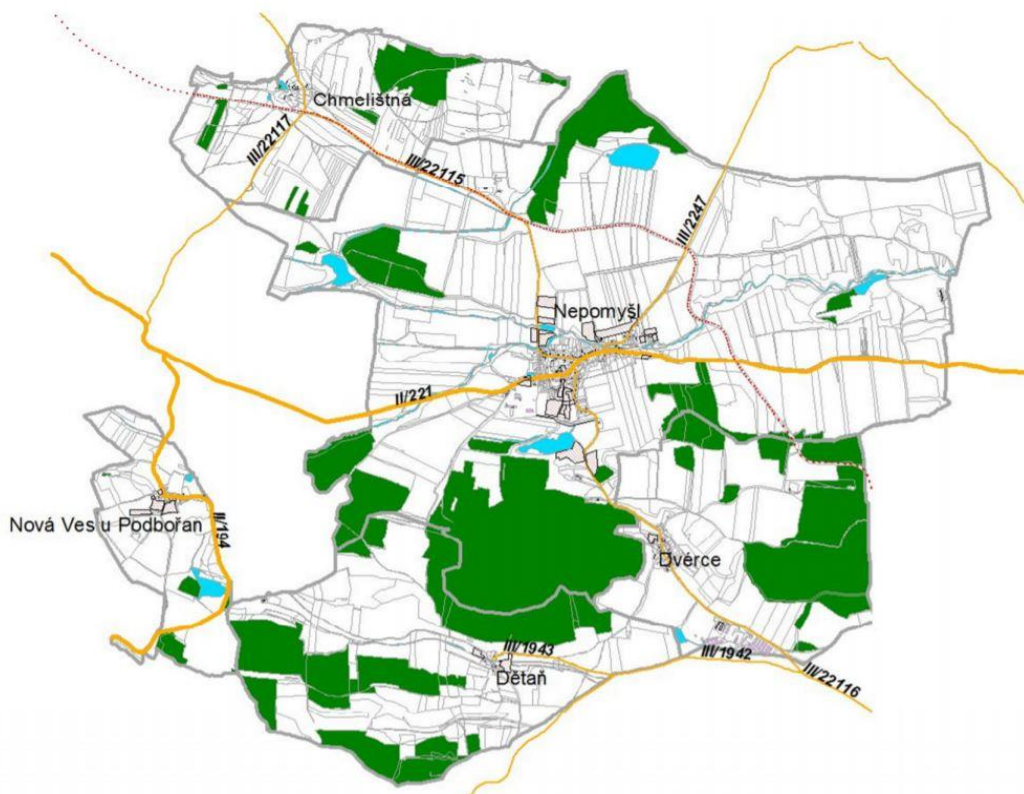 Chmelištná
III/22117
III/22115
III/2247
Nepomyšl
II/221
Nová Ves u Podbořan
II/194
Dvérce
III/1943
III/1942
Dětaň
III/22116